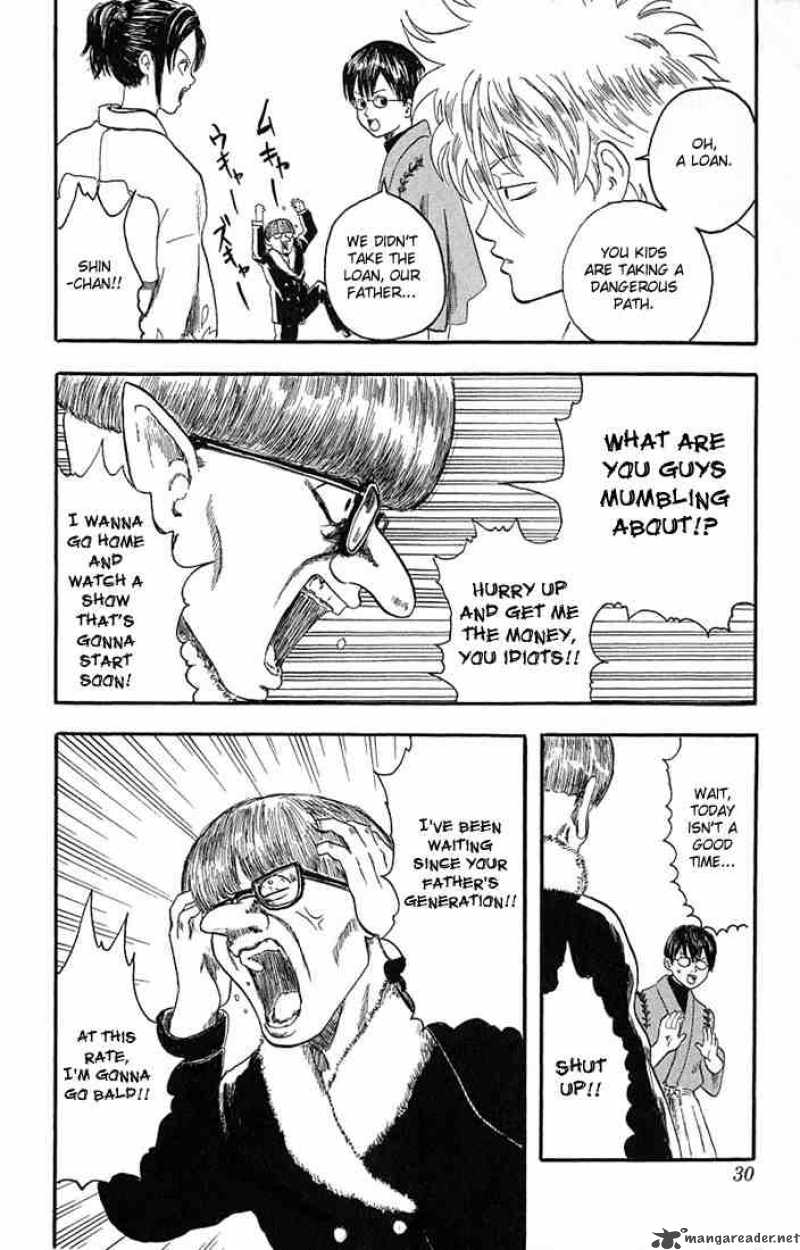 OH,
A LOAN.
YOU KIDS
ARE TAKING A
DANGEROUS
PATH.
WE DIDN'T
TAKE THE
LOAN, OUR
FATHER...
ムキャー
ウキャー
ズキャー
SHIN
-CHAN!!
WHAT ARE
YOU GUYS
MUMBLING
ABOUT!?
HURRY UP
AND GET ME
THE MONEY,
YOU IDIOTS!!
I WANNA
GO HOME
AND
WATCH A
SHOW
THAT'S
GONNA
START
SOON!
WAIT,
TODAY
ISN'T A
GOOD
TIME...
SHUT
UP!!
I'VE BEEN
WAITING
SINCE YOUR
FATHER'S
GENERATION!!
AT THIS
RATE,
I'M GONNA
GO BALD!!
30
mangareader.net